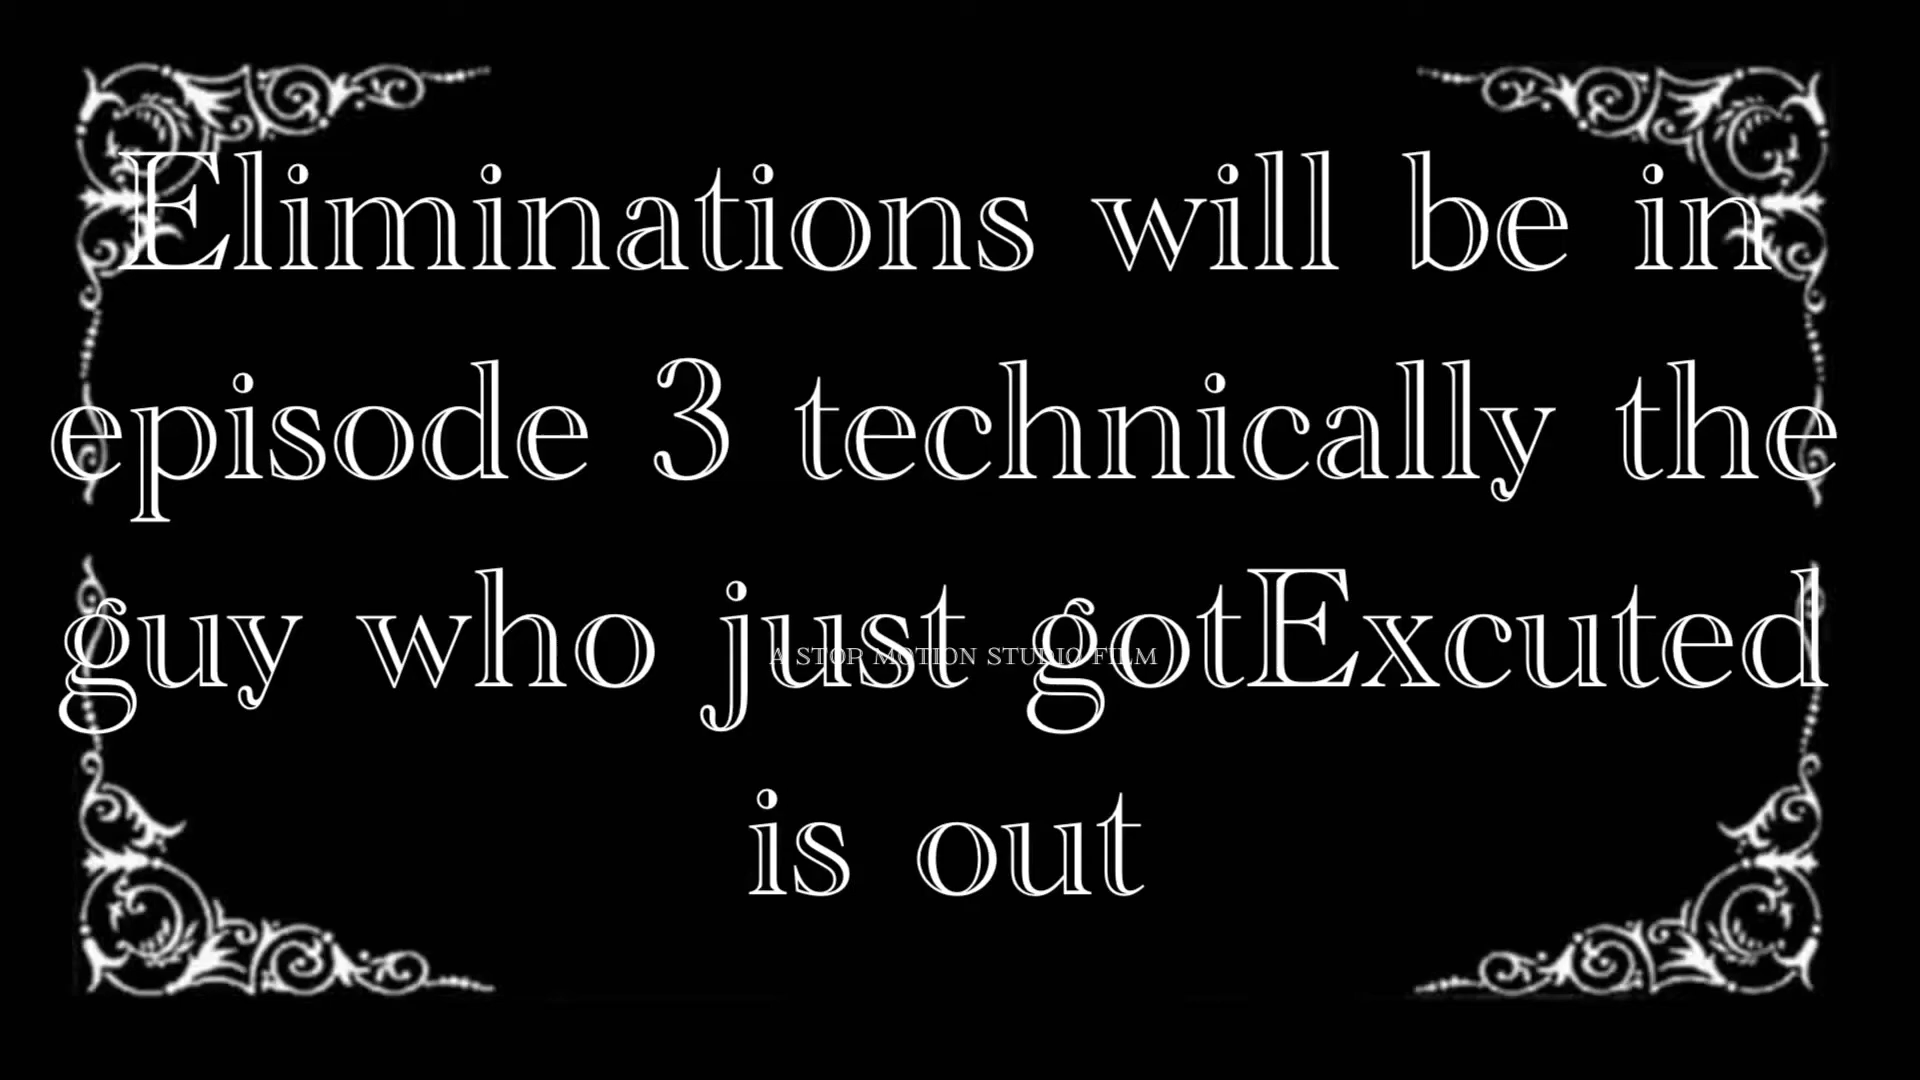 Eliminations will be in
episode 3 technically the
guy who just gotExcuted
A STOP MOTION STUDIO FILM
is out